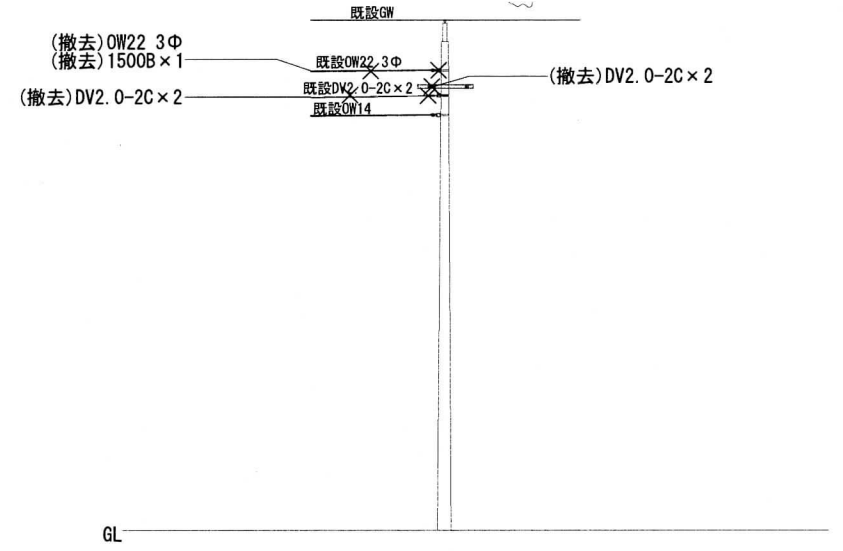 既設GW
(撤去)OW22 3Φ
(撤去)1500B×1
既設OW22 3Φ
(撤去)DV2.0-2C×2
既設DV2.0-2C×2
(撤去)DV2.0-2C×2
既設OW14
GL